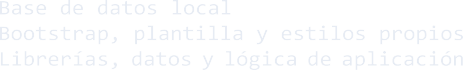 Base de datos local
Bootstrap, plantilla y estilos propios
Librerías, datos y lógica de aplicación